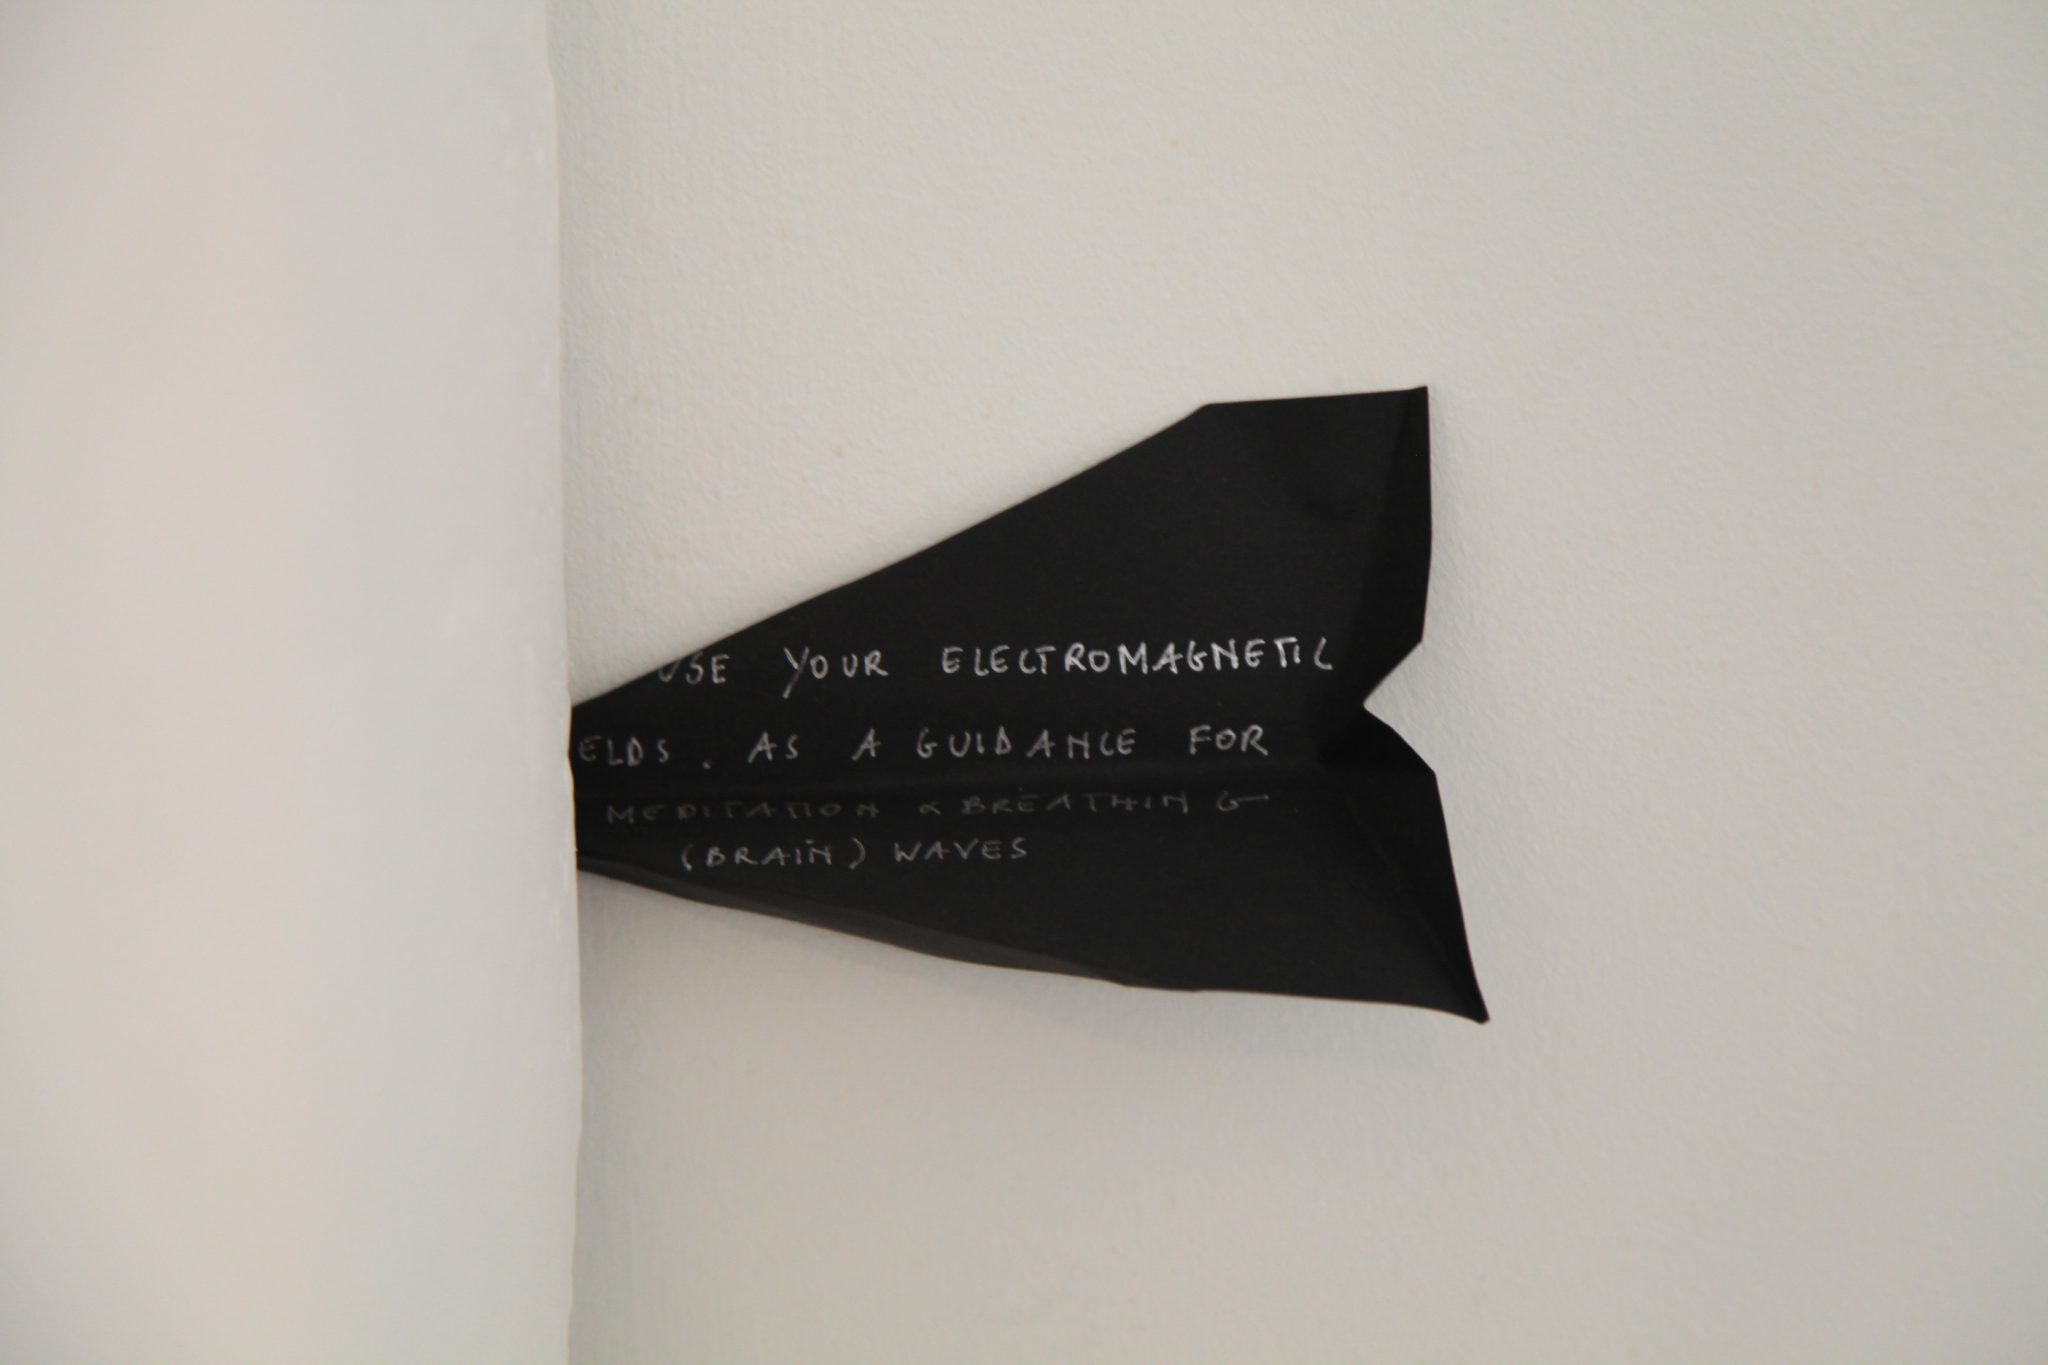 USE YOUR ELECTROMAGNETIC
ELDS. AS A GUIDANCE FOR
MEDITATION & BREATHING
(BRAIN) WAVES